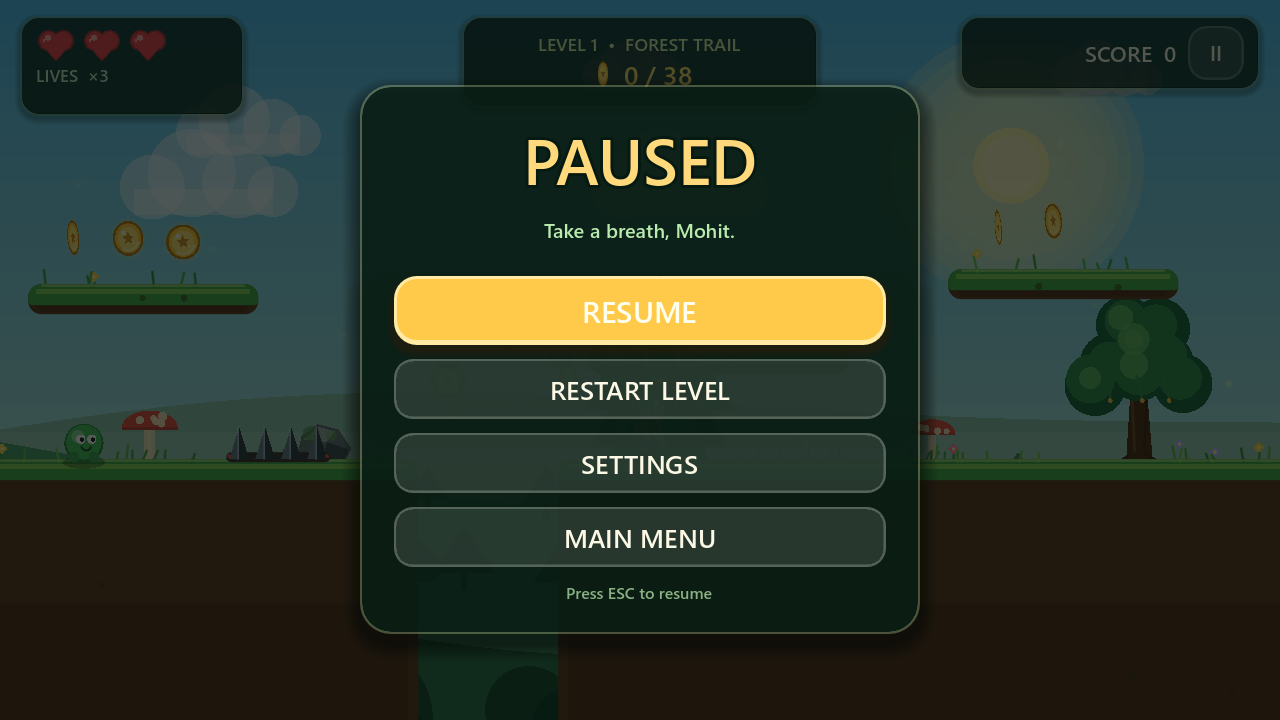 LIVES ×3
LEVEL 1 • FOREST TRAIL
0 / 38
SCORE 0
PAUSED
Take a breath, Mohit.
RESUME
RESTART LEVEL
SETTINGS
MAIN MENU
Press ESC to resume